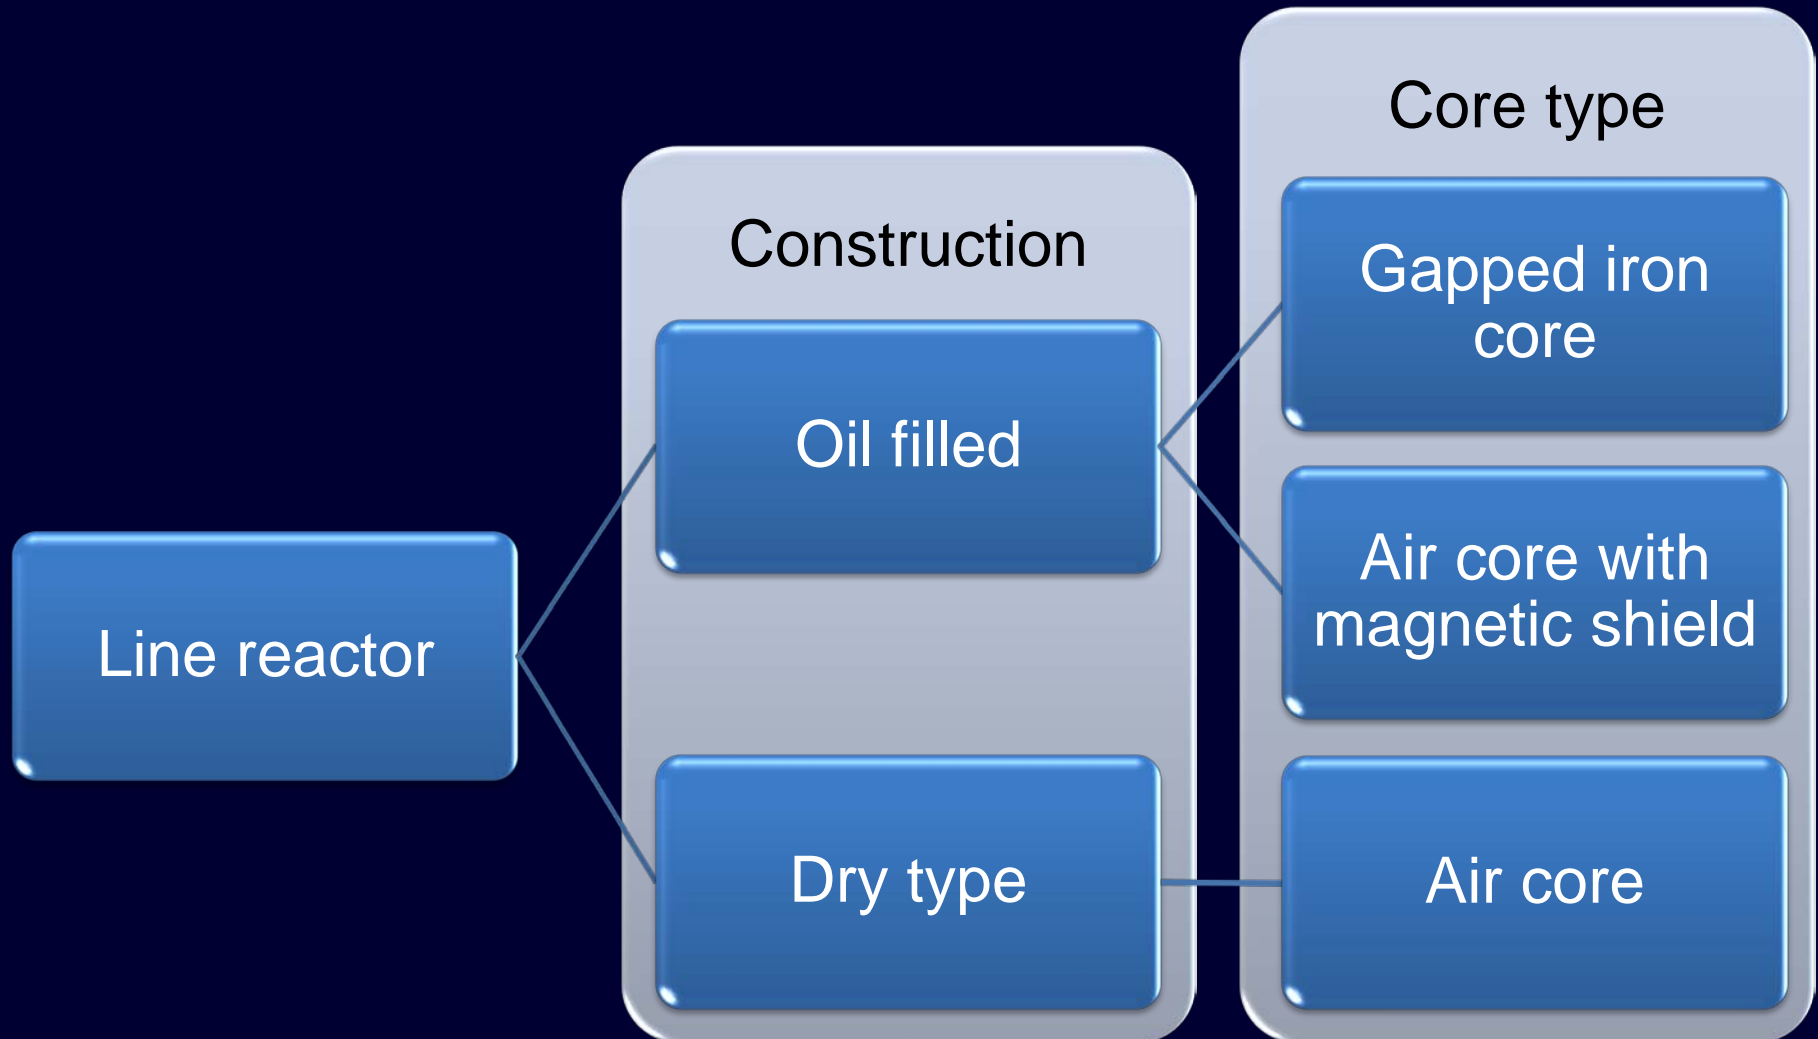 Line reactor
Construction
Oil filled
Dry type
Core type
Gapped iron
core
Air core with
magnetic shield
Air core